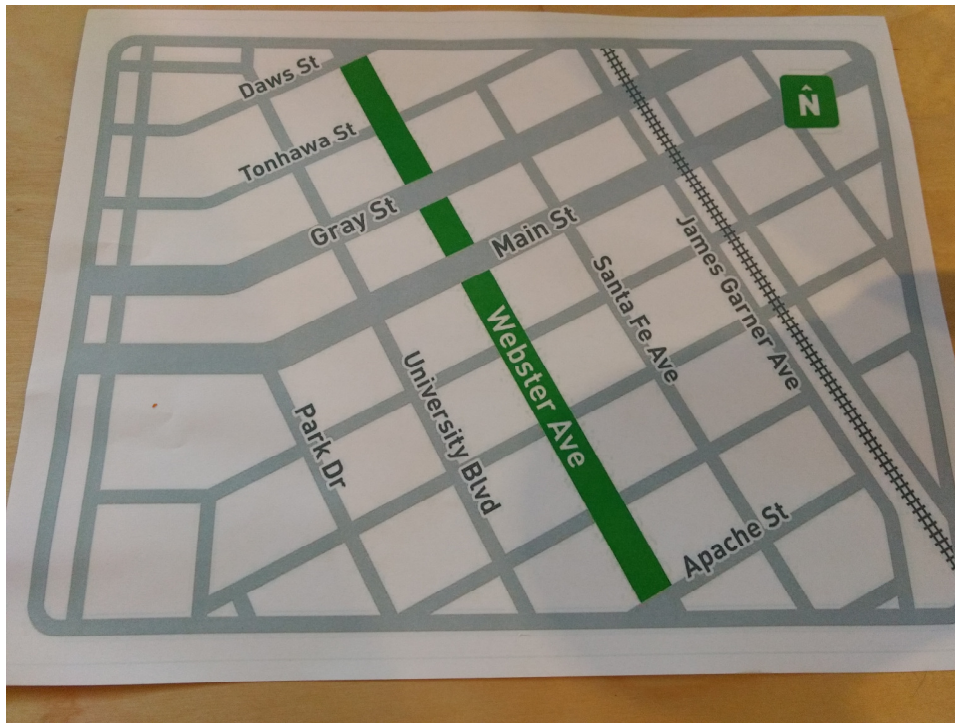 Daws St
N
Tonhawa St
Gray St
Main St
James Garner Ave
Santa Fe Ave
Webster Ave
University Blvd
Park Dr
Apache St